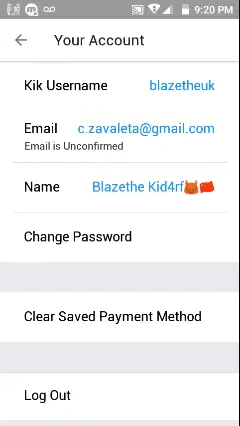 9:20 PM
Your Account
Kik Username blazetheuk
Email c.zavaleta@gmail.com
Email is Unconfirmed
Name Blazethe Kid4rf👹🇨🇳
Change Password
Clear Saved Payment Method
Log Out